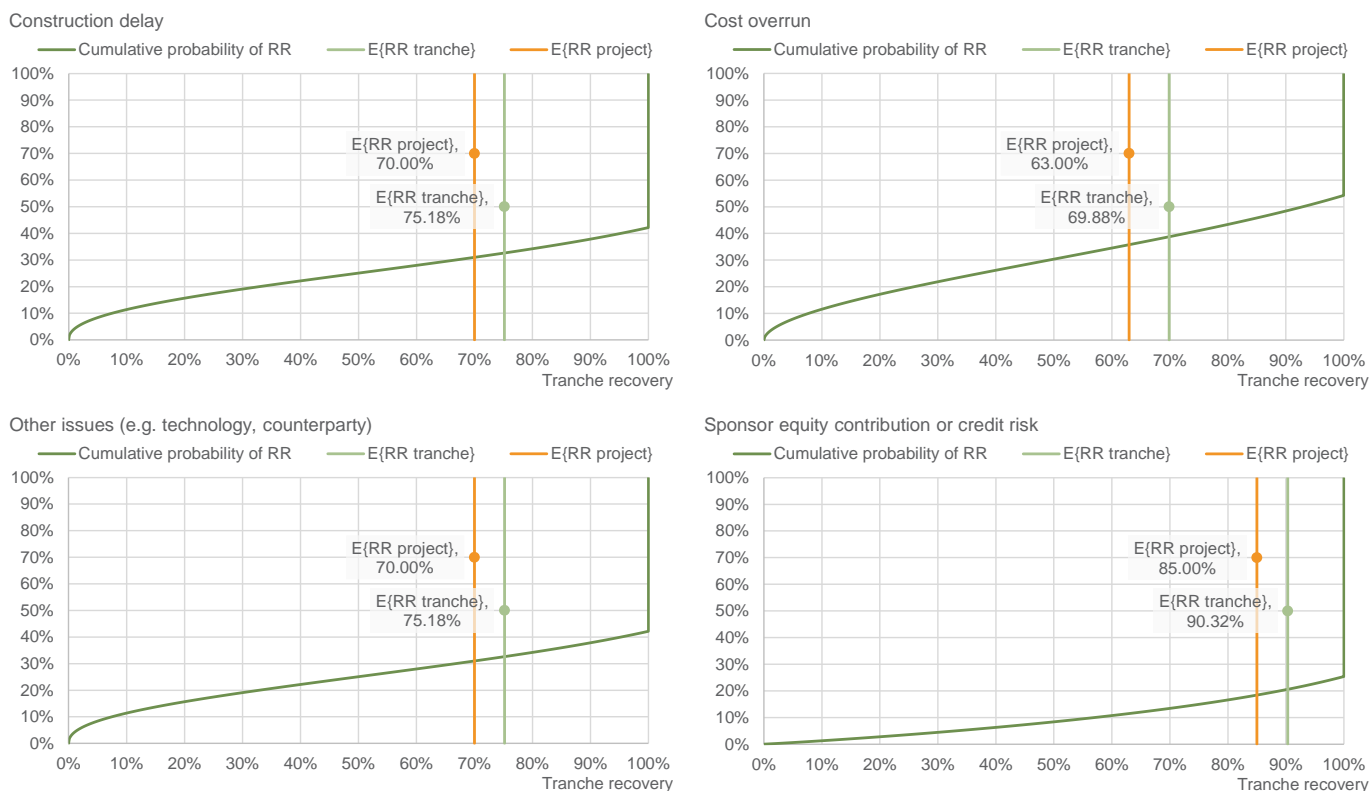 Construction delay
Cumulative probability of RR E{RR tranche} E{RR project}
100%
90%
80%
70%
60%
50%
40%
30%
20%
10%
0%
E{RR project},
70.00%
E{RR tranche},
75.18%
0% 10% 20% 30% 40% 50% 60% 70% 80% 90% 100%
Tranche recovery
Cost overrun
Cumulative probability of RR E{RR tranche} E{RR project}
100%
90%
80%
70%
60%
50%
40%
30%
20%
10%
0%
E{RR project},
63.00%
E{RR tranche},
69.88%
0% 10% 20% 30% 40% 50% 60% 70% 80% 90% 100%
Tranche recovery
Other issues (e.g. technology, counterparty)
Cumulative probability of RR E{RR tranche} E{RR project}
100%
90%
80%
70%
60%
50%
40%
30%
20%
10%
0%
E{RR project},
70.00%
E{RR tranche},
75.18%
0% 10% 20% 30% 40% 50% 60% 70% 80% 90% 100%
Tranche recovery
Sponsor equity contribution or credit risk
Cumulative probability of RR E{RR tranche} E{RR project}
100%
90%
80%
70%
60%
50%
40%
30%
20%
10%
0%
E{RR project},
85.00%
E{RR tranche},
90.32%
0% 10% 20% 30% 40% 50% 60% 70% 80% 90% 100%
Tranche recovery